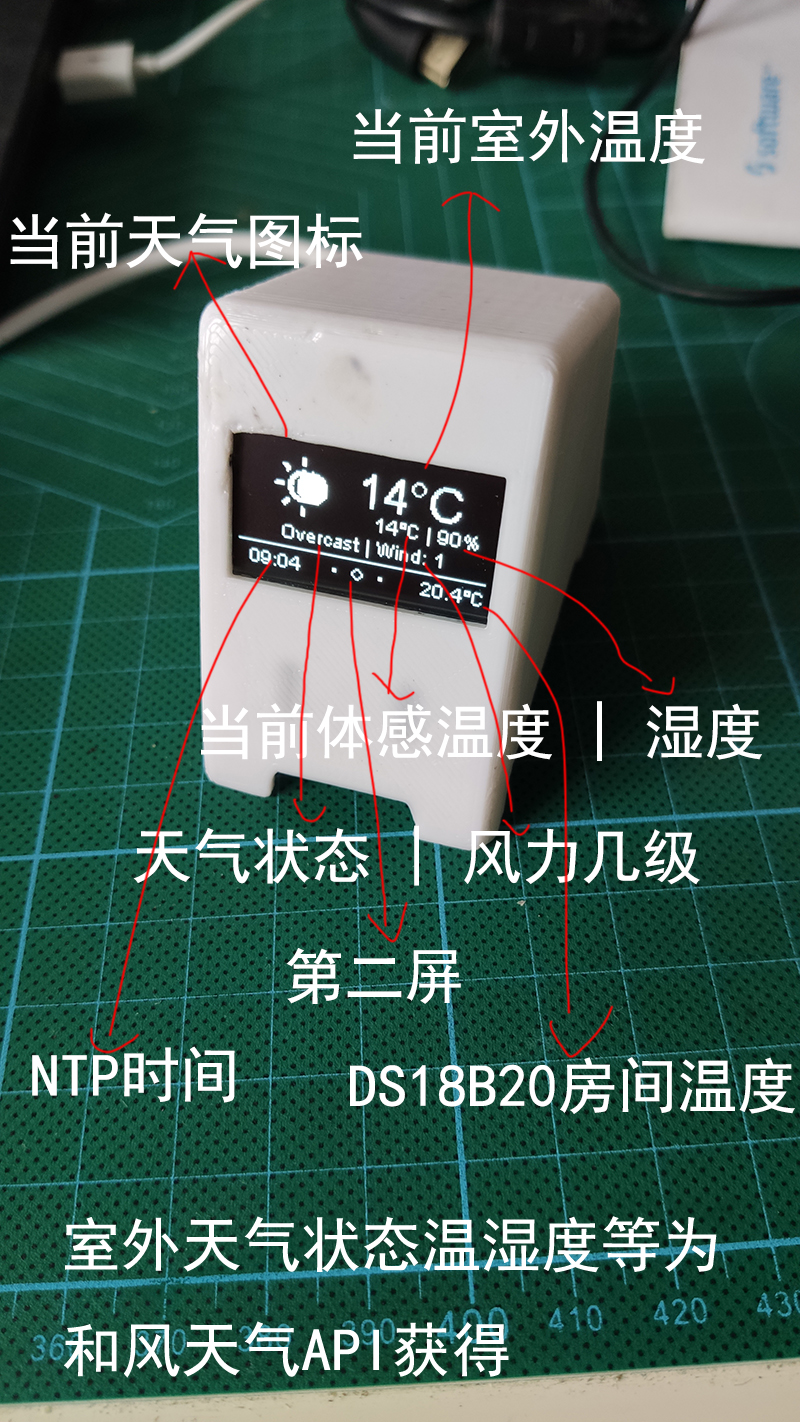 software
当前室外温度
当前天气图标
14°C
14°C | 90%
Overcast | Wind: 1
09:04
20.4°C
当前体感温度 | 湿度
天气状态 | 风力几级
第二屏
NTP时间
DS18B20房间温度
室外天气状态温湿度等为
400 410 420 430
360 390
和风天气API获得